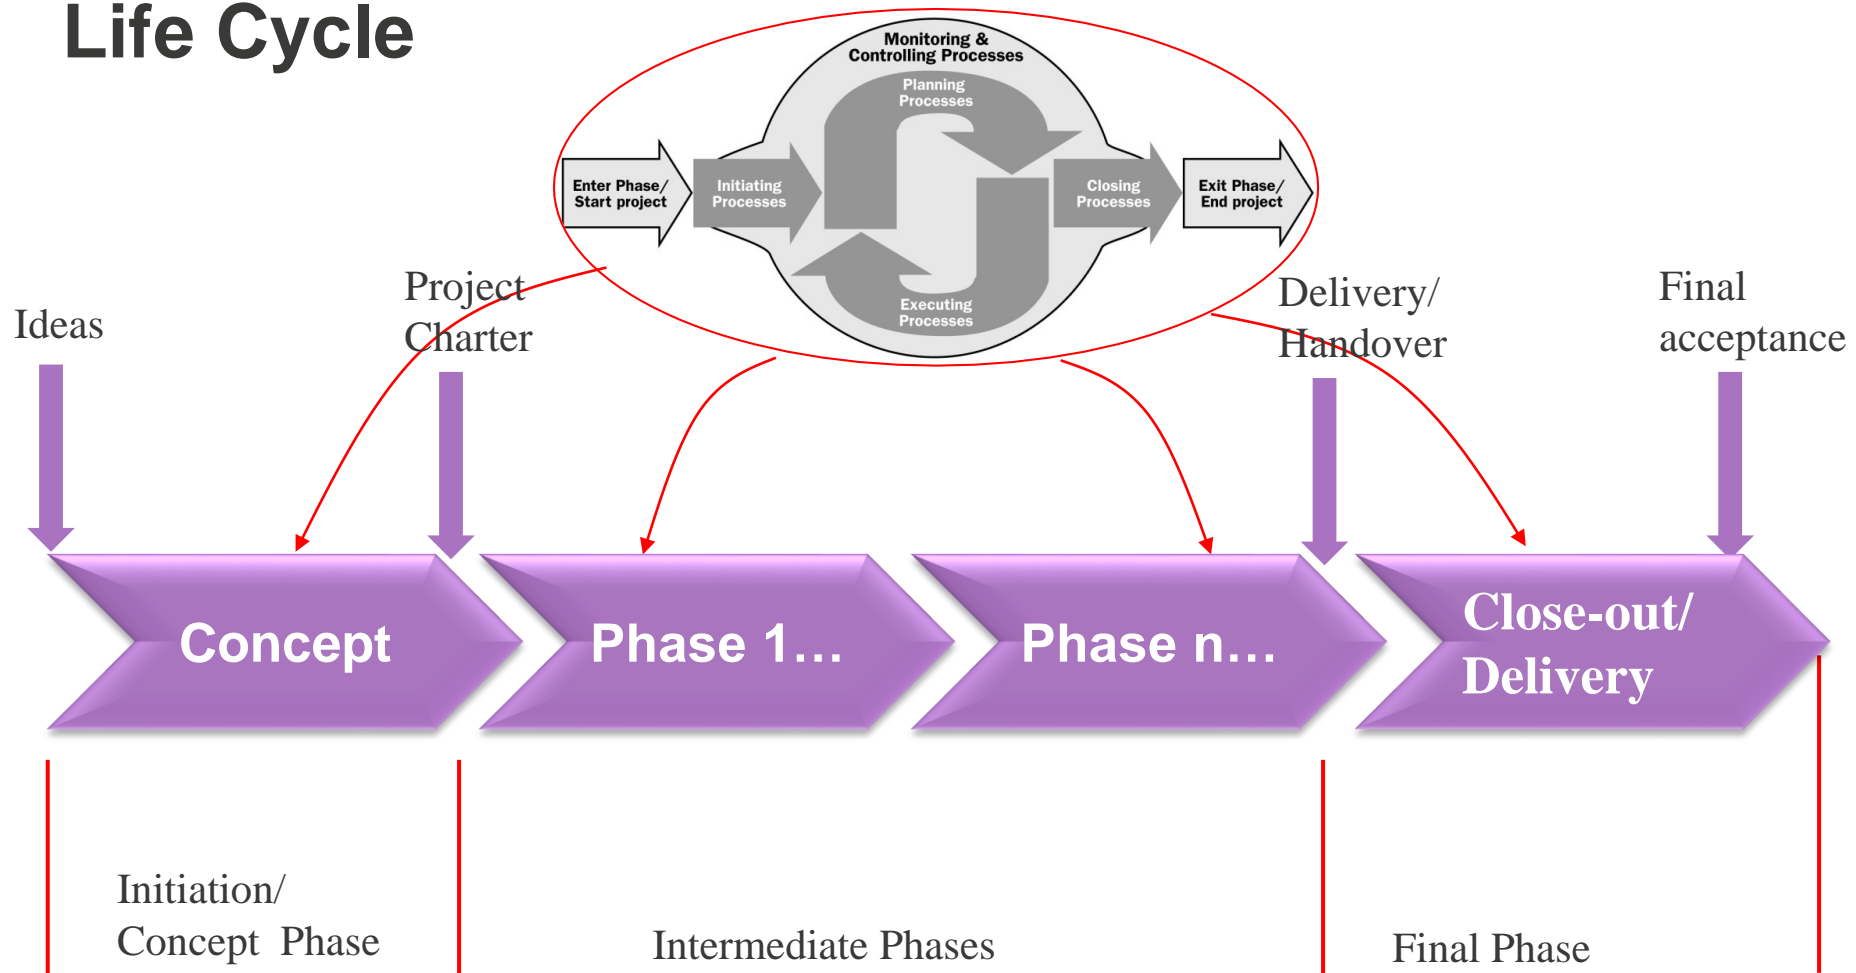 Life Cycle
Monitoring &
Controlling Processes
Planning
Processes
Enter Phase/
Start project
Initiating
Processes
Closing
Processes
Exit Phase/
End project
Executing
Processes
Ideas
Project
Charter
Delivery/
Handover
Final
acceptance
Concept
Phase 1…
Phase n…
Close-out/
Delivery
Initiation/
Concept Phase
Intermediate Phases
Final Phase